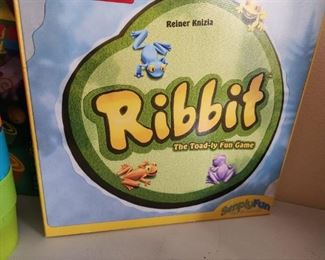 Reiner Knizia
Ribbit
The Toad-ly Fun Game
SimplyFun